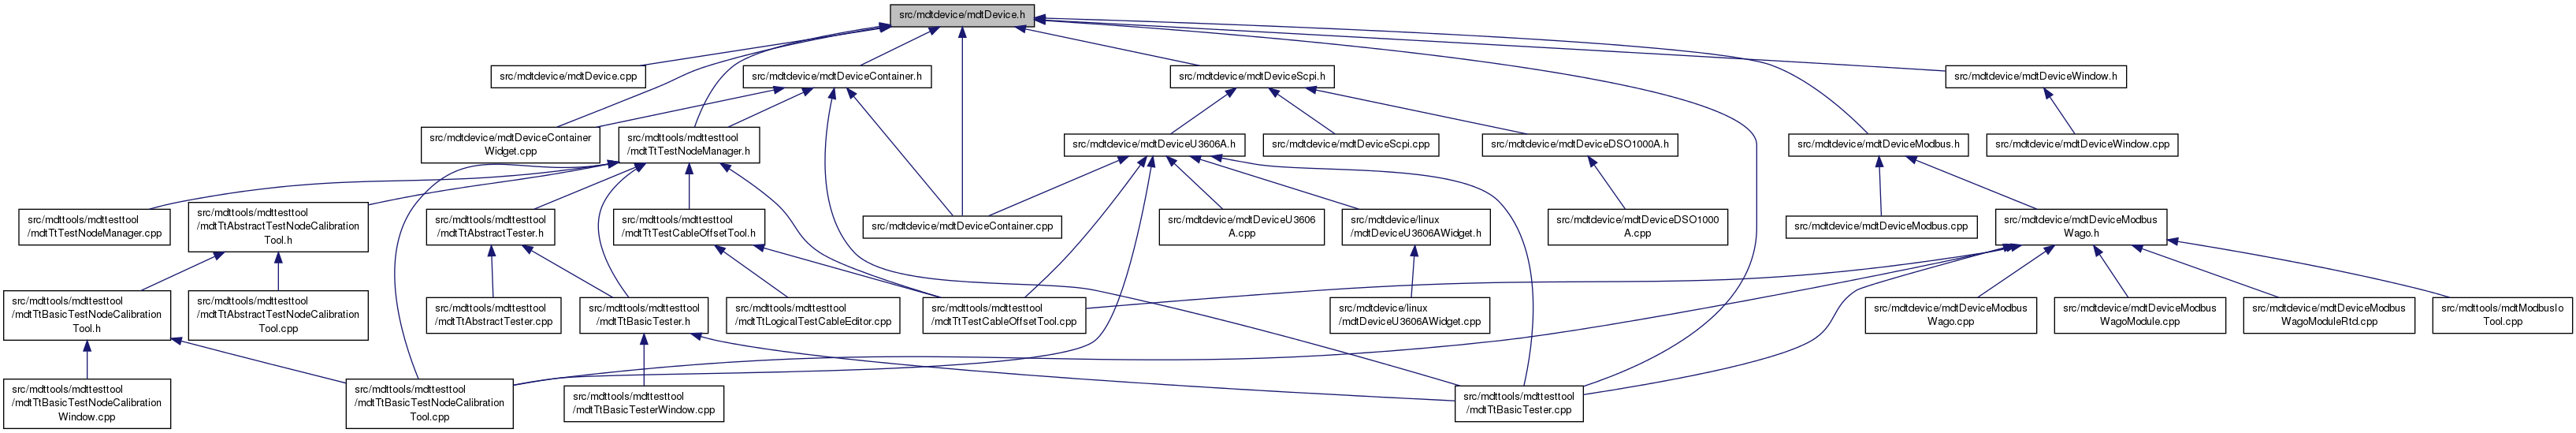 src/mdtdevice/mdtDevice.h
src/mdtdevice/mdtDevice.cpp
src/mdtdevice/mdtDeviceContainer.h
src/mdtdevice/mdtDeviceScpi.h
src/mdtdevice/mdtDeviceWindow.h
src/mdtdevice/mdtDeviceContainer
Widget.cpp
src/mdttools/mdttesttool
/mdtTtTestNodeManager.h
src/mdtdevice/mdtDeviceU3606A.h
src/mdtdevice/mdtDeviceScpi.cpp
src/mdtdevice/mdtDeviceDSO1000A.h
src/mdtdevice/mdtDeviceModbus.h
src/mdtdevice/mdtDeviceWindow.cpp
src/mdttools/mdttesttool
/mdtTtTestNodeManager.cpp
src/mdttools/mdttesttool
/mdtTtAbstractTestNodeCalibration
Tool.h
src/mdttools/mdttesttool
/mdtTtAbstractTester.h
src/mdttools/mdttesttool
/mdtTtTestCableOffsetTool.h
src/mdtdevice/mdtDeviceContainer.cpp
src/mdtdevice/mdtDeviceU3606
A.cpp
src/mdtdevice/linux
/mdtDeviceU3606AWidget.h
src/mdtdevice/mdtDeviceDSO1000
A.cpp
src/mdtdevice/mdtDeviceModbus.cpp
src/mdtdevice/mdtDeviceModbus
Wago.h
src/mdttools/mdttesttool
/mdtTtBasicTestNodeCalibration
Tool.h
src/mdttools/mdttesttool
/mdtTtAbstractTestNodeCalibration
Tool.cpp
src/mdttools/mdttesttool
/mdtTtAbstractTester.cpp
src/mdttools/mdttesttool
/mdtTtBasicTester.h
src/mdttools/mdttesttool
/mdtTtLogicalTestCableEditor.cpp
src/mdttools/mdttesttool
/mdtTtTestCableOffsetTool.cpp
src/mdtdevice/linux
/mdtDeviceU3606AWidget.cpp
src/mdtdevice/mdtDeviceModbus
Wago.cpp
src/mdtdevice/mdtDeviceModbus
WagoModule.cpp
src/mdtdevice/mdtDeviceModbus
WagoModuleRtd.cpp
src/mdttools/mdtModbusIo
Tool.cpp
src/mdttools/mdttesttool
/mdtTtBasicTestNodeCalibration
Window.cpp
src/mdttools/mdttesttool
/mdtTtBasicTestNodeCalibration
Tool.cpp
src/mdttools/mdttesttool
/mdtTtBasicTesterWindow.cpp
src/mdttools/mdttesttool
/mdtTtBasicTester.cpp